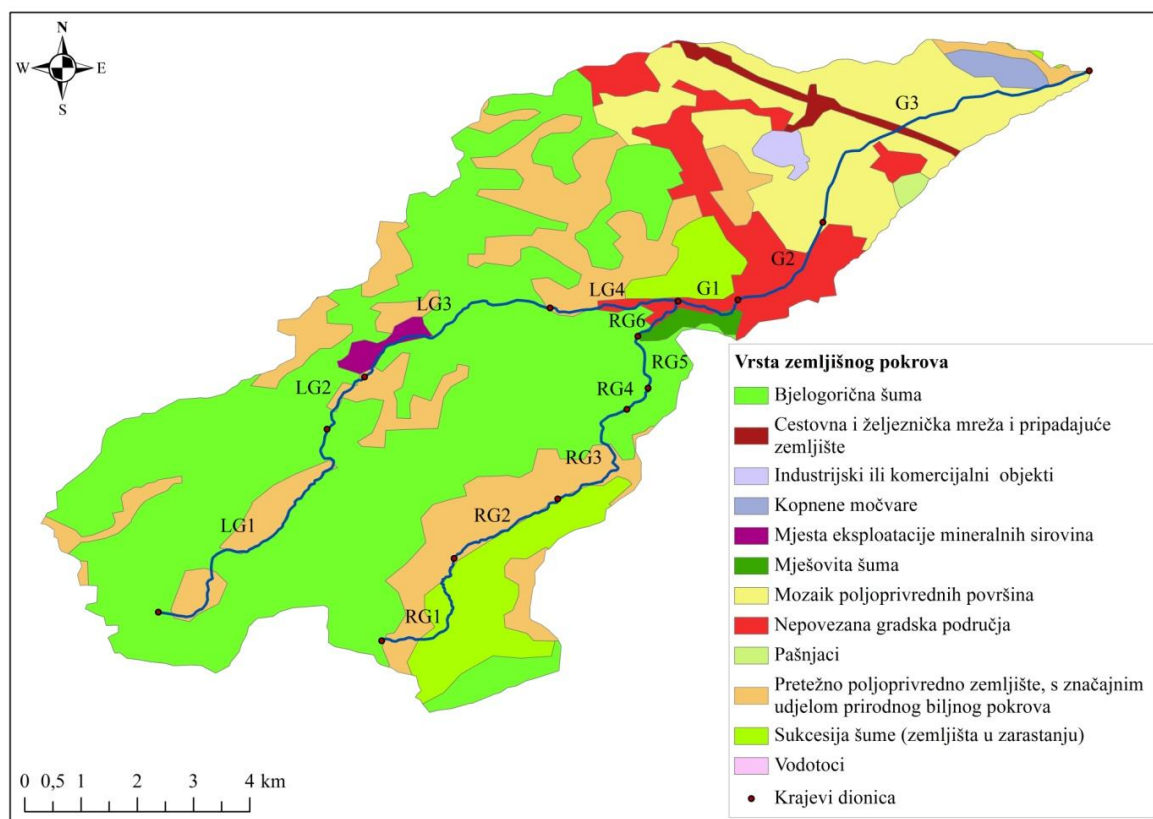 N
W
E
S
G3
G2
LG4
G1
LG3
RG6
RG5
LG2
RG4
RG3
LG1
RG2
RG1
Vrsta zemljišnog pokrova
Bjelogorična šuma
Cestovna i željeznička mreža i pripadajuće
zemljište
Industrijski ili komercijalni objekti
Kopnene močvare
Mjesta eksploatacije mineralnih sirovina
Mješovita šuma
Mozaik poljoprivrednih površina
Nepovezana gradska područja
Pašnjaci
Pretežno poljoprivredno zemljište, s značajnim
udjelom prirodnog biljnog pokrova
Sukcesija šume (zemljišta u zarastanju)
Vodotoci
Krajevi dionica
0 0,5 1 2 3 4 km